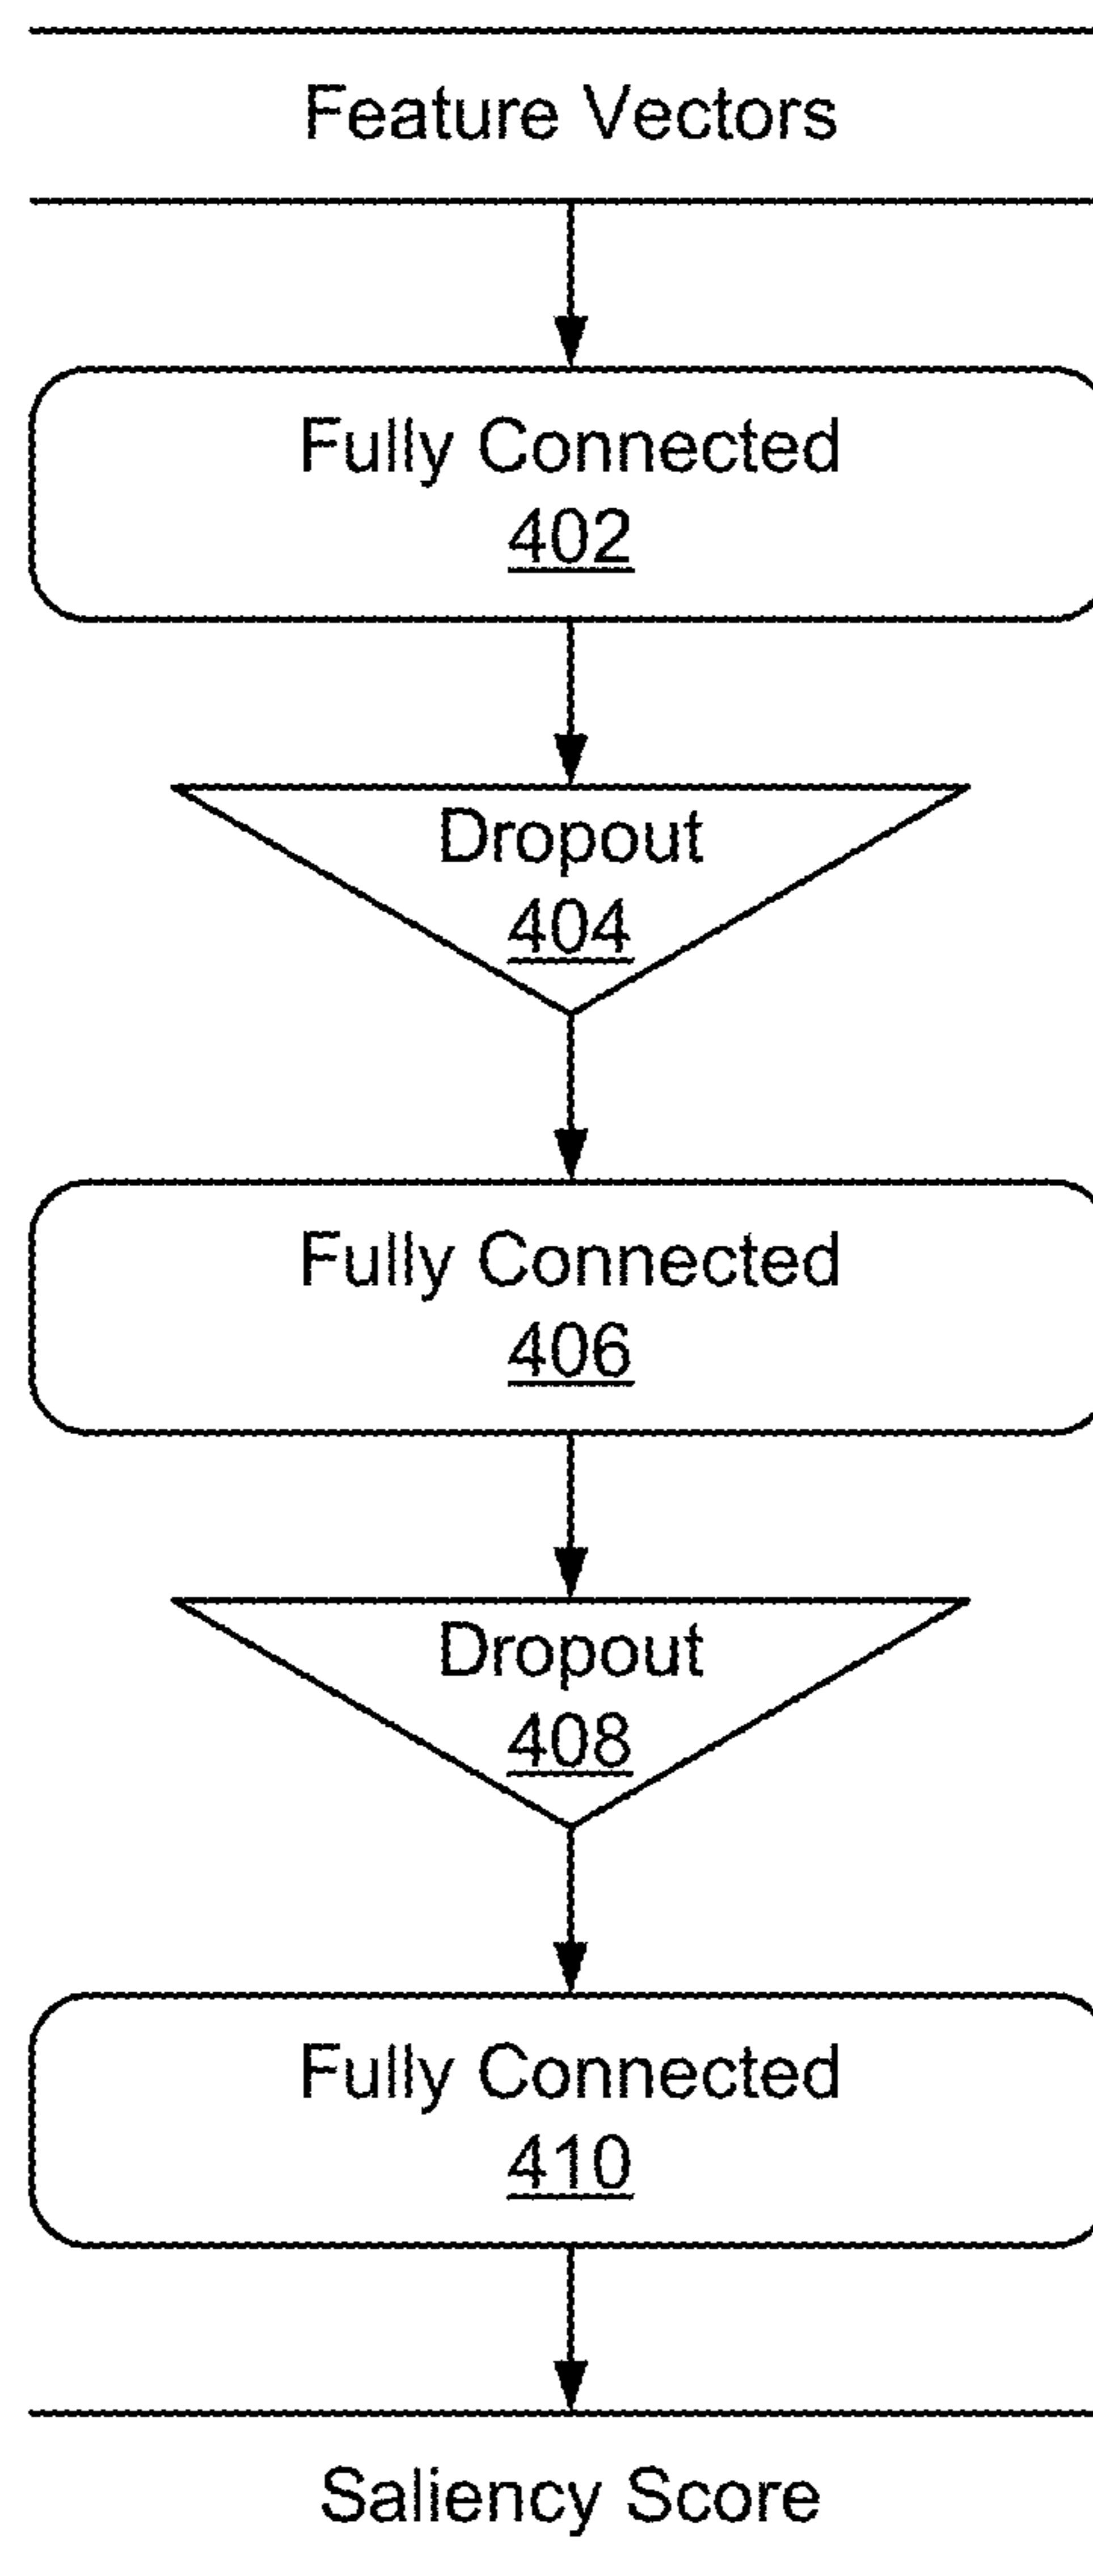 Feature Vectors
Fully Connected
402
Dropout
404
Fully Connected
406
Dropout
408
Fully Connected
410
Saliency Score